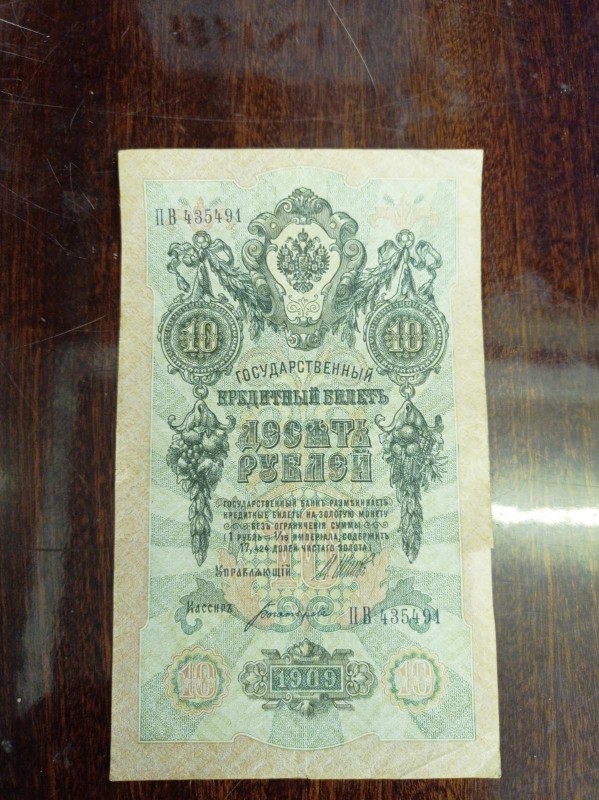 ПВ 435491
10 10
ГОСУДАРСТВЕННЫЙ
КРЕДИТНЫЙ БИЛЕТЪ
ДЕСЯТЬ
РУБЛЕЙ
ГОСУДАРСТВЕННЫЙ БАНКЪ РАЗМѢНИВАЕТЪ
КРЕДИТНЫЕ БИЛЕТЫ НА ЗОЛОТУЮ МОНЕТУ
БЕЗЪ ОГРАНИЧЕНІЯ СУММЫ
(1 РУБЛЬ = 1/15 ИМПЕРІАЛА, СОДЕРЖИТЪ
17,424 ДОЛЕЙ ЧИСТАГО ЗОЛОТА)
УПРАВЛЯЮЩІЙ
КАССИРЪ
ПВ 435491
10 1909 10